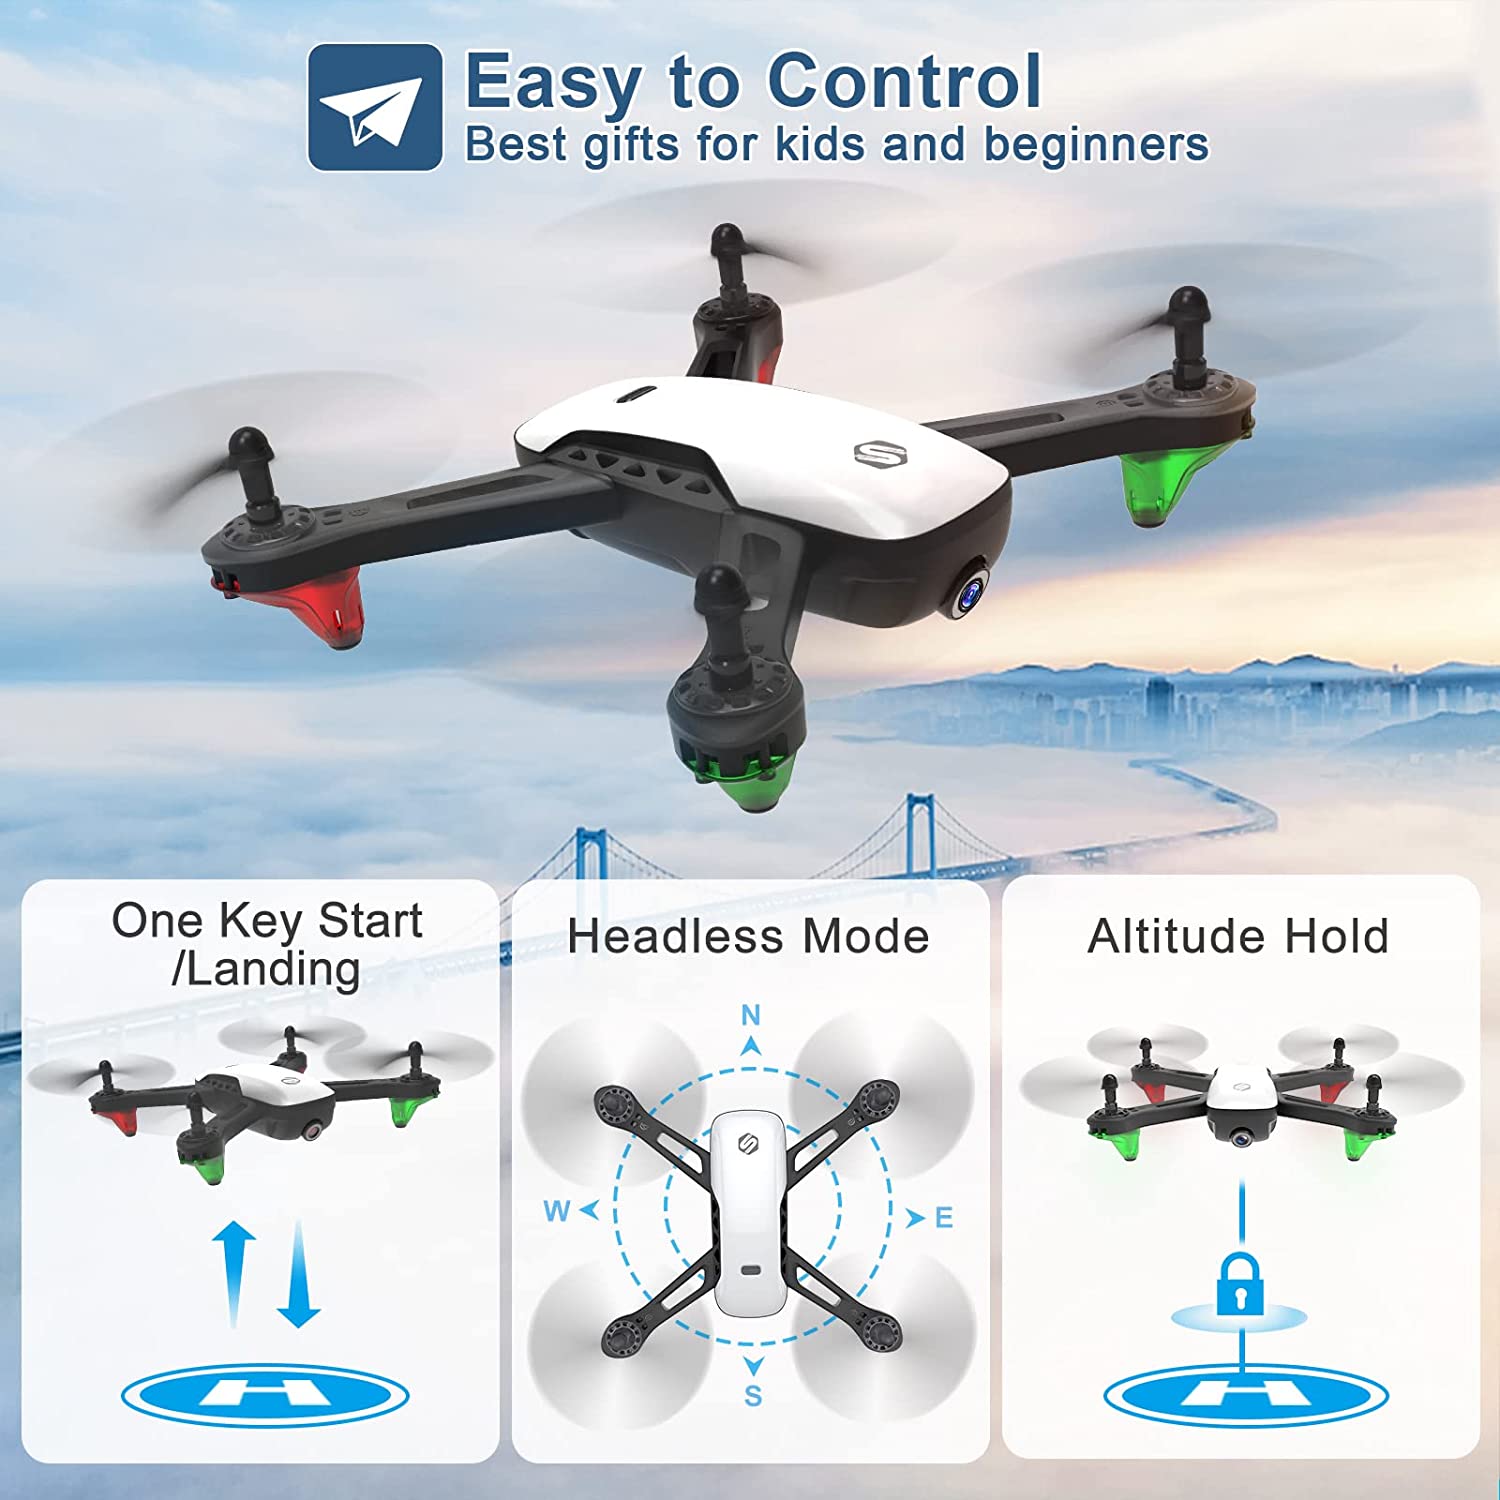 Easy to Control
Best gifts for kids and beginners
One Key Start
/Landing
Headless Mode
N
W
E
S
Altitude Hold